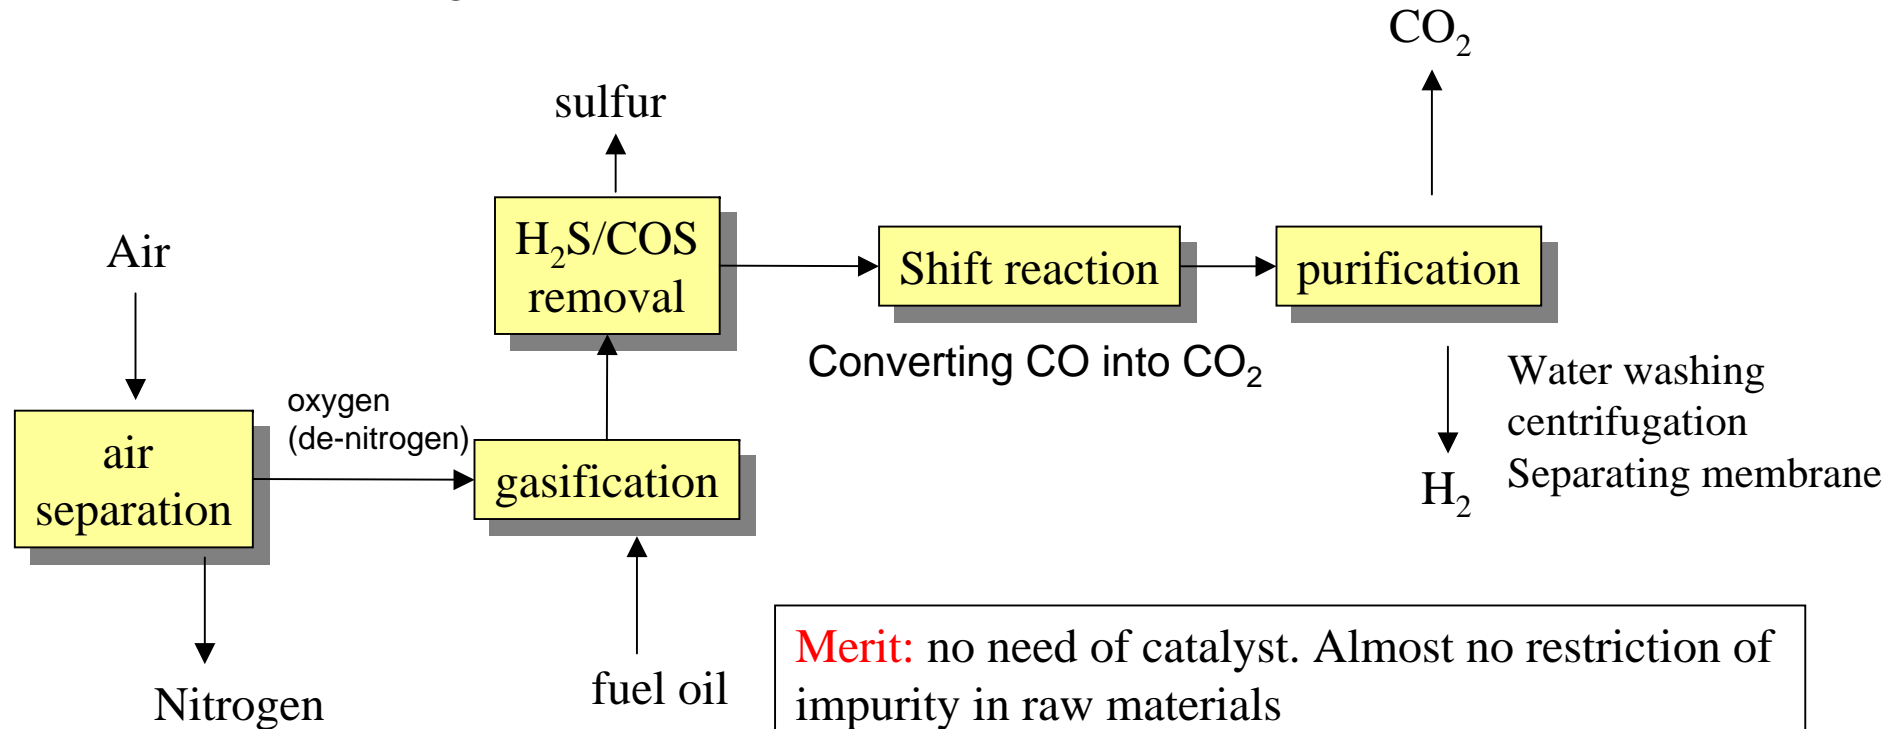 CO₂
sulfur
H₂S/COS
removal
Shift reaction
purification
Air
Converting CO into CO₂
Water washing
centrifugation
Separating membrane
H₂
oxygen
(de-nitrogen)
air
separation
gasification
Nitrogen
fuel oil
Merit: no need of catalyst. Almost no restriction of
impurity in raw materials